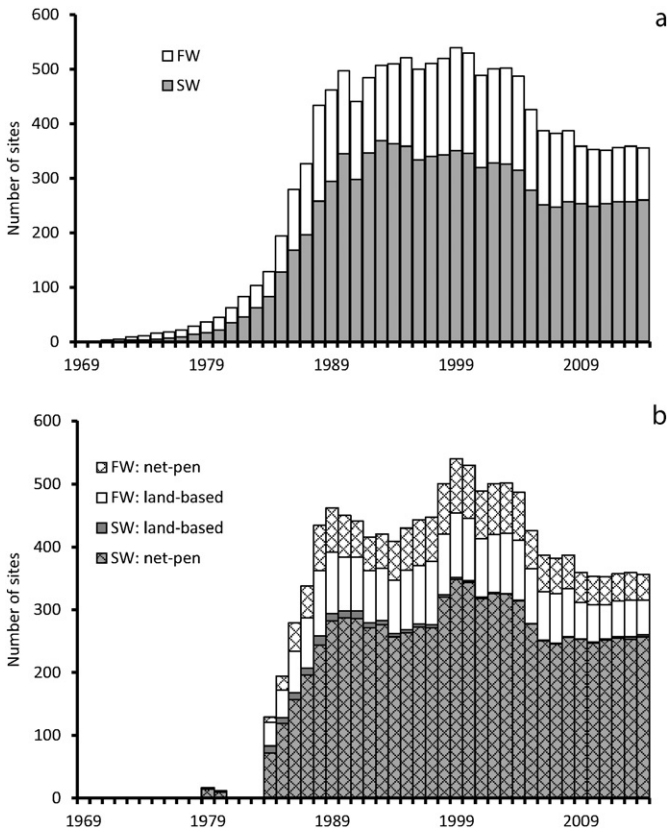 a
600
500
400
300
200
100
0
Number of sites
FW
SW
1969 1979 1989 1999 2009
b
600
500
400
300
200
100
0
Number of sites
FW: net-pen
FW: land-based
SW: land-based
SW: net-pen
1969 1979 1989 1999 2009